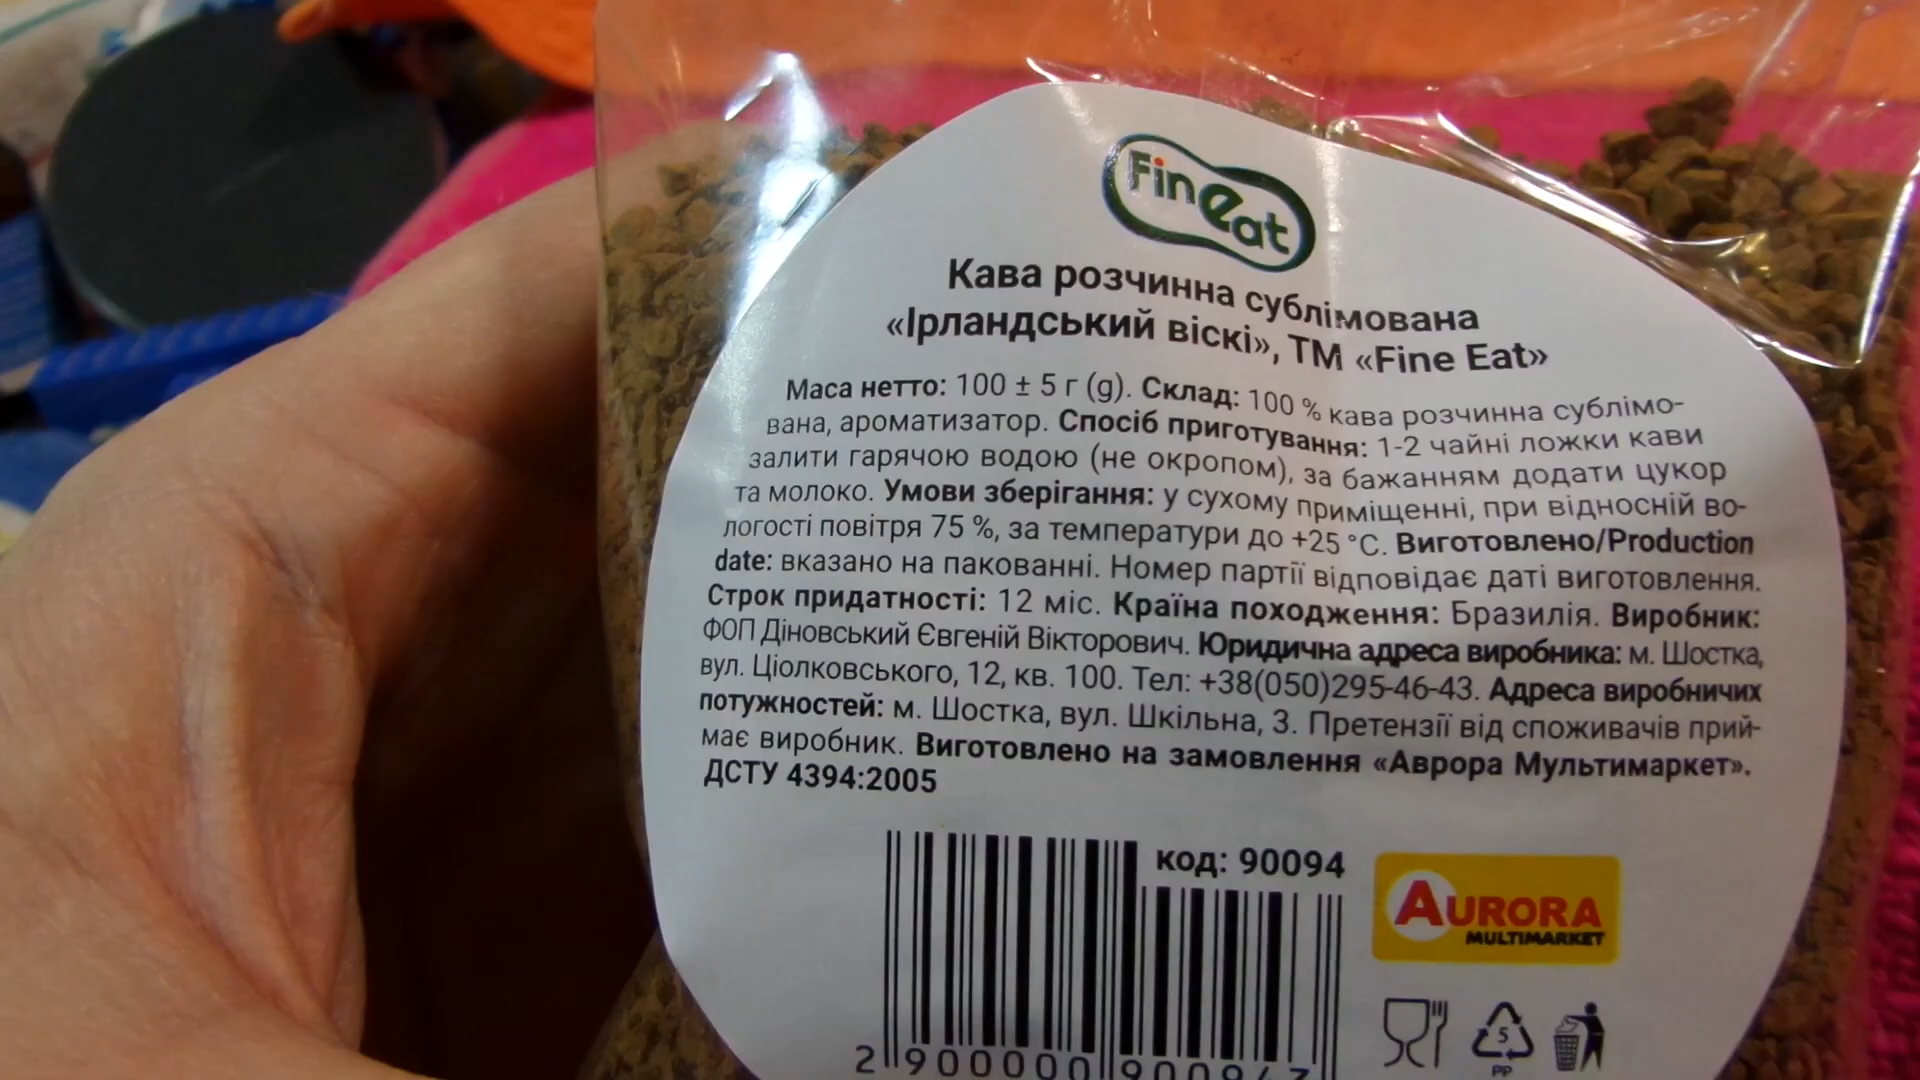 Fin eat
Кава розчинна сублімована
«Ірландський віскі», ТМ «Fine Eat»
Маса нетто: 100 ± 5 г (g). Склад: 100 % кава розчинна субліmo-
вана, ароматизатор. Спосіб приготування: 1-2 чайні ложки кави
залити гарячою водою (не окропом), за бажанням додати цукор
та молоко. Умови зберігання: у сухому приміщенні, при відносній во-
логості повітря 75 %, за температури до +25 °С. Виготовлено/Production
date: вказано на пакованні. Номер партії відповідає даті виготовлення.
Строк придатності: 12 міс. Країна походження: Бразилія. Виробник:
ФОП Діновський Євгеній Вікторович. Юридична адреса виробника: м. Шостка,
вул. Ціолковського, 12, кв. 100. Тел: +38(050)295-46-43. Адреса виробничих
потужностей: м. Шостка, вул. Шкільна, 3. Претензії від споживачів прий-
має виробник. Виготовлено на замовлення «Аврора Мультимаркет».
ДСТУ 4394:2005
код: 90094
AURORA
MULTIMARKET
5
PP
2 900000 900947